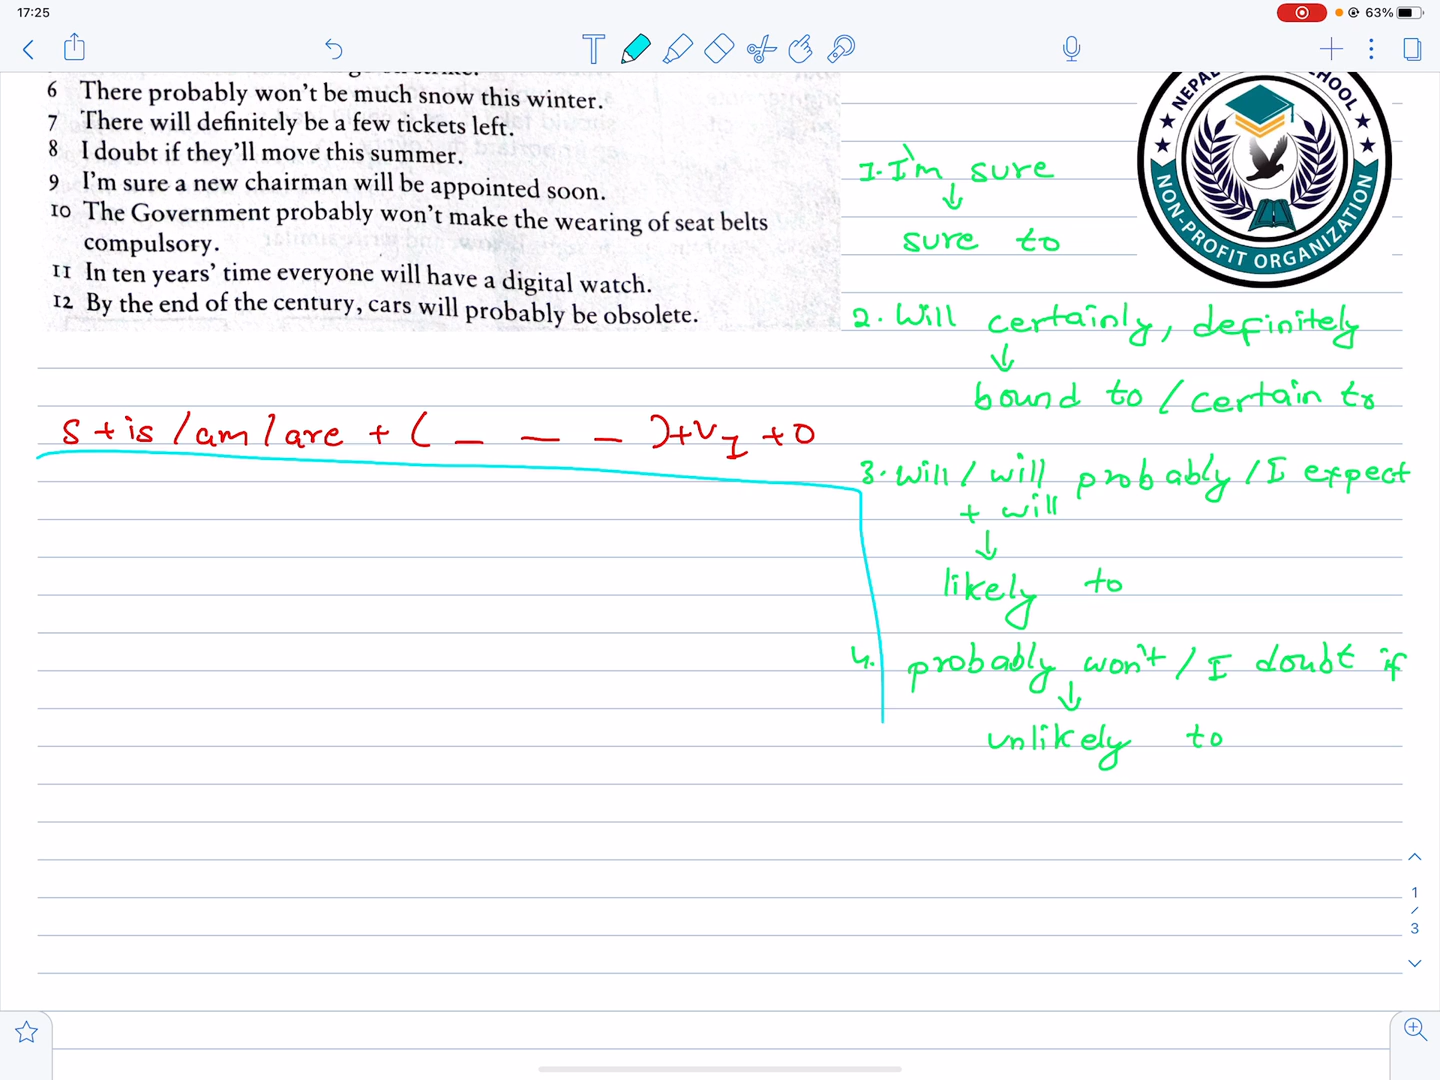 17:25
63%
6 There probably won't be much snow this winter.
7 There will definitely be a few tickets left.
8 I doubt if they'll move this summer.
9 I'm sure a new chairman will be appointed soon.
10 The Government probably won't make the wearing of seat belts
compulsory.
11 In ten years' time everyone will have a digital watch.
12 By the end of the century, cars will probably be obsolete.
S + is / am / are + ( _ _ _ ) + V1 + O
NON-PROFIT ORGANIZATION
1. I'm sure
↓
sure to
2. Will certainly, definitely
↓
bound to / certain to
3. Will / will probably / I expect
+ will
↓
likely to
4. probably won't / I doubt if
↓
unlikely to
1
/
3